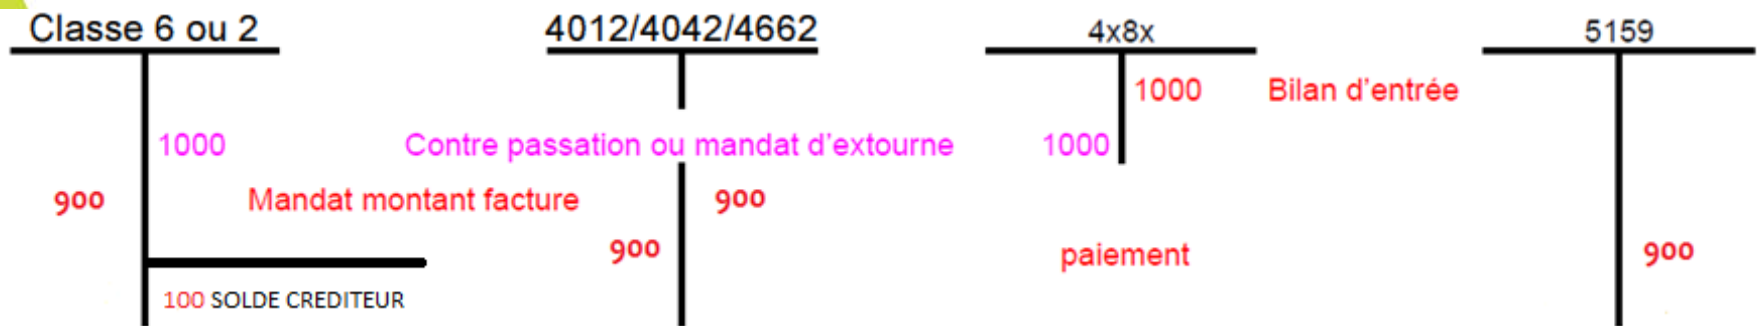 Classe 6 ou 2 4012/4042/4662 4x8x 5159
1000 Bilan d'entrée
1000 Contre passation ou mandat d'extourne 1000
900 Mandat montant facture 900
900 paiement 900
100 SOLDE CREDITEUR